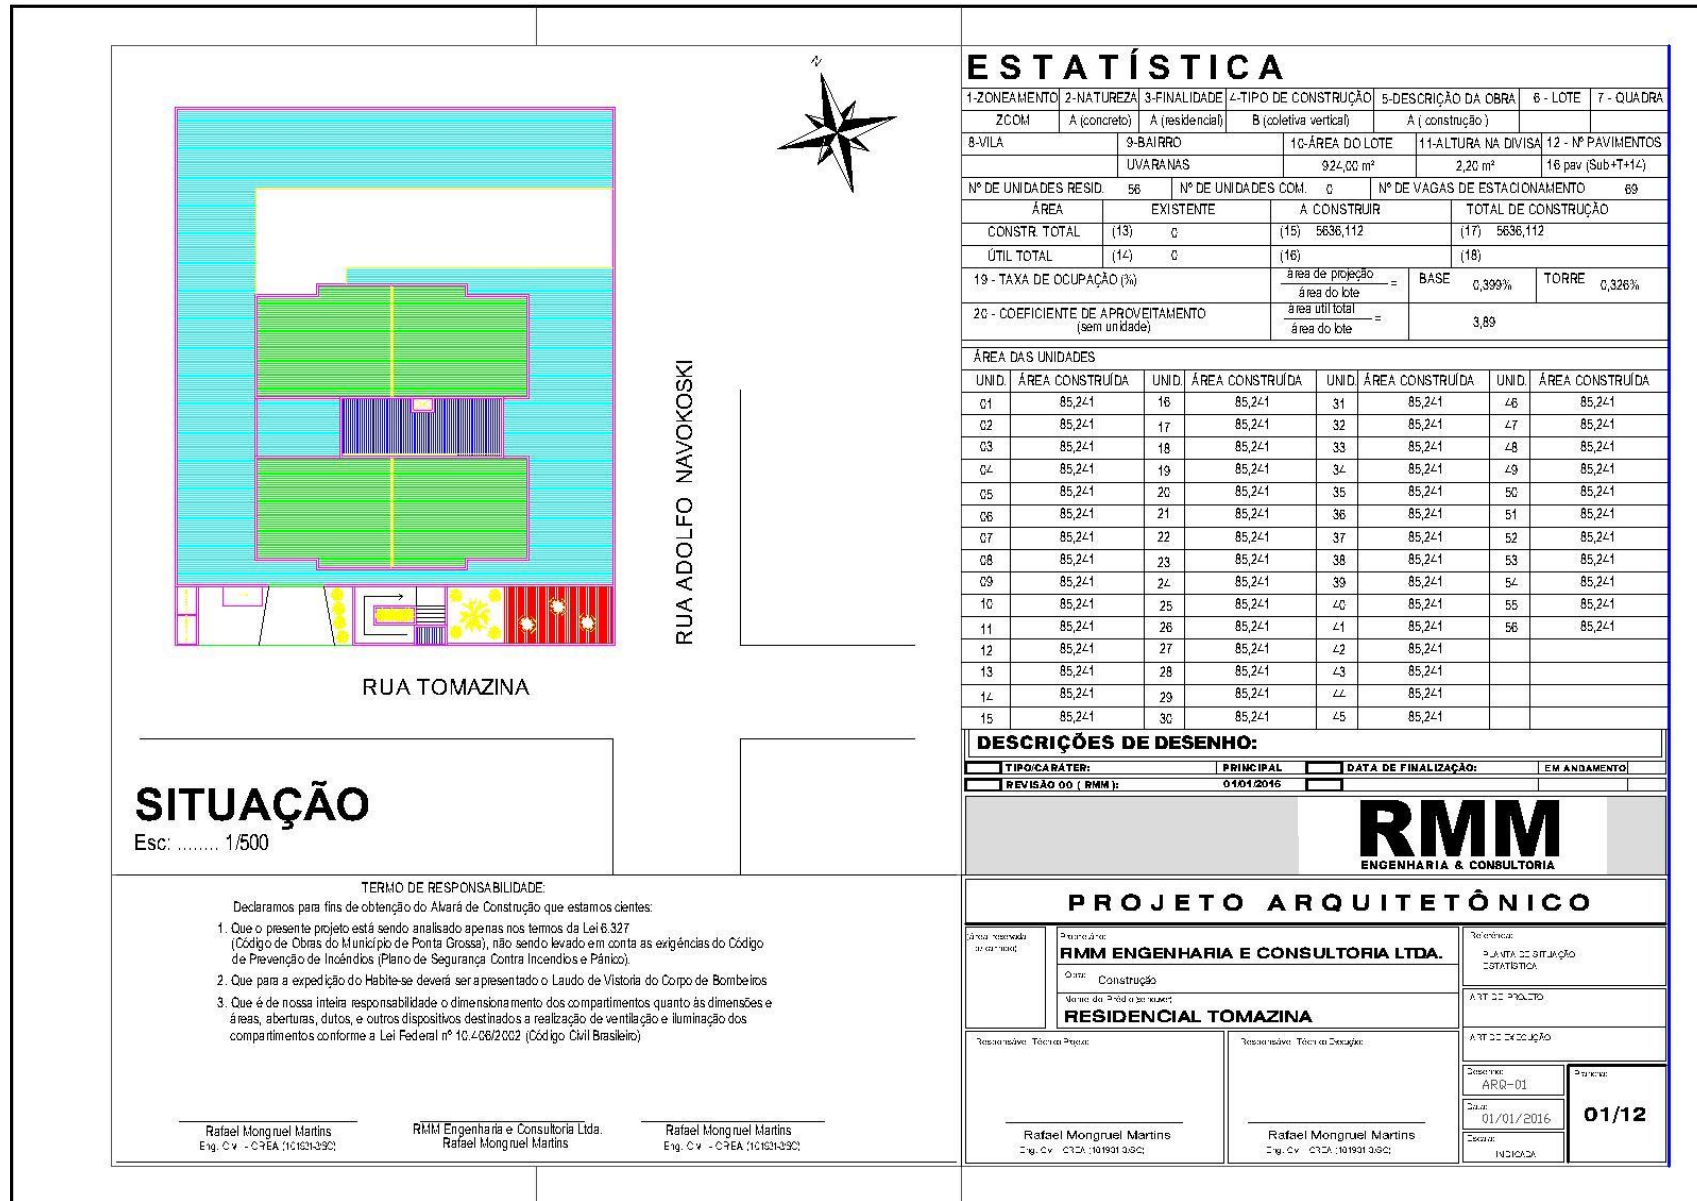 N
RUA ADOLFO NAVOKOSKI
RUA TOMAZINA
SITUAÇÃO
Esc: ........ 1/500
TERMO DE RESPONSABILIDADE:
Declaramos para fins de obtenção do Alvará de Construção que estamos cientes:
1. Que o presente projeto está sendo analisado apenas nos termos da Lei 6.327
(Código de Obras do Município de Ponta Grossa), não sendo levado em conta as exigências do Código
de Prevenção de Incêndios (Plano de Segurança Contra Incendios e Pânico).
2. Que para a expedição do Habite-se deverá ser apresentado o Laudo de Vistoria do Corpo de Bombeiros
3. Que é de nossa inteira responsabilidade o dimensionamento dos compartimentos quanto às dimensões e
áreas, aberturas, dutos, e outros dispositivos destinados a realização de ventilação e iluminação dos
compartimentos conforme a Lei Federal nº 10.406/2002 (Código Civil Brasileiro)
Rafael Mongruel Martins RMM Engenharia e Consultoria Ltda. Rafael Mongruel Martins
Rafael Mongruel Martins
ESTATÍSTICA
1-ZONEAMENTO 2-NATUREZA 3-FINALIDADE 4-TIPO DE CONSTRUÇÃO 5-DESCRIÇÃO DA OBRA 6 - LOTE 7 - QUADRA
ZCOM A (concreto) A (residencial) B (coletiva vertical) A ( construção )
8-VILA 9-BAIRRO 10-ÁREA DO LOTE 11-ALTURA NA DIVISA 12 - Nº PAVIMENTOS
UVARANAS 924,00 m² 2,20 m² 16 pav (Sub+T+14)
Nº DE UNIDADES RESID. 56 Nº DE UNIDADES COM. 0 Nº DE VAGAS DE ESTACIONAMENTO 69
ÁREA EXISTENTE A CONSTRUIR TOTAL DE CONSTRUÇÃO
CONSTR. TOTAL (13) 0 (15) 5636,112 (17) 5636,112
ÚTIL TOTAL (14) 0 (16) (18)
19 - TAXA DE OCUPAÇÃO (%) área de projeção / área do lote = BASE 0,399% TORRE 0,326%
20 - COEFICIENTE DE APROVEITAMENTO (sem unidade) área util total / área do lote = 3,89
ÁREA DAS UNIDADES
UNID. ÁREA CONSTRUÍDA UNID. ÁREA CONSTRUÍDA UNID. ÁREA CONSTRUÍDA UNID. ÁREA CONSTRUÍDA
01 85,241 16 85,241 31 85,241 46 85,241
02 85,241 17 85,241 32 85,241 47 85,241
03 85,241 18 85,241 33 85,241 48 85,241
04 85,241 19 85,241 34 85,241 49 85,241
05 85,241 20 85,241 35 85,241 50 85,241
06 85,241 21 85,241 36 85,241 51 85,241
07 85,241 22 85,241 37 85,241 52 85,241
08 85,241 23 85,241 38 85,241 53 85,241
09 85,241 24 85,241 39 85,241 54 85,241
10 85,241 25 85,241 40 85,241 55 85,241
11 85,241 26 85,241 41 85,241 56 85,241
12 85,241 27 85,241 42 85,241
13 85,241 28 85,241 43 85,241
14 85,241 29 85,241 44 85,241
15 85,241 30 85,241 45 85,241
DESCRIÇÕES DE DESENHO:
TIPO/CARÁTER: PRINCIPAL DATA DE FINALIZAÇÃO: EM ANDAMENTO
REVISÃO 00 ( RMM ): 01/01/2016
RMM
ENGENHARIA & CONSULTORIA
PROJETO ARQUITETÔNICO
Proprietário:
RMM ENGENHARIA E CONSULTORIA LTDA.
Obra: Construção
RESIDENCIAL TOMAZINA
Referência:
PLANTA DE SITUAÇÃO
ESTATÍSTICA
ART DE PROJETO
ART DE EXECUÇÃO
Responsável Técnico Projeto: Responsável Técnico Execução:
Rafael Mongruel Martins Rafael Mongruel Martins
Desenho:
ARQ-01
Data:
01/01/2016
Escala:
INDICADA
Prancha:
01/12